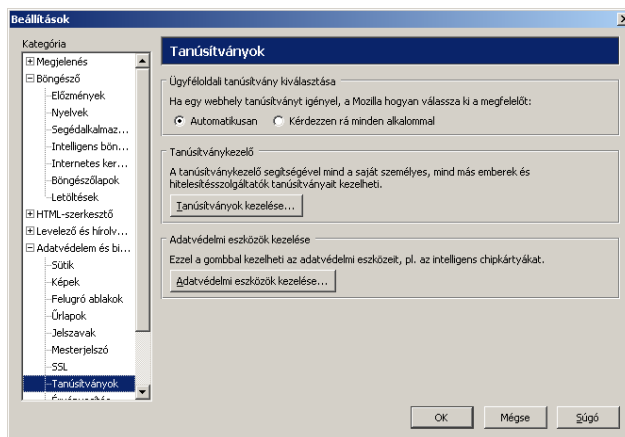 Beállítások
Kategória
Megjelenés
Böngésző
Előzmények
Nyelvek
Segédalkalmaz...
Intelligens bön...
Internetes ker...
Böngészőlapok
Letöltések
HTML-szerkesztő
Levelező és hírolv...
Adatvédelem és bi...
Sütik
Képek
Felugró ablakok
Űrlapok
Jelszavak
Mesterjelszó
SSL
Tanúsítványok
Tanúsítványok
Ügyféloldali tanúsítvány kiválasztása
Ha egy webhely tanúsítványt igényel, a Mozilla hogyan válassza ki a megfelelőt:
Automatikusan Kérdezzen rá minden alkalommal
Tanúsítványkezelő
A tanúsítványkezelő segítségével mind a saját személyes, mind más emberek és
hitelesítésszolgáltatók tanúsítványait kezelheti.
Tanúsítványok kezelése...
Adatvédelmi eszközök kezelése
Ezzel a gombbal kezelheti az adatvédelmi eszközeit, pl. az intelligens chipkártyákat.
Adatvédelmi eszközök kezelése...
OK Mégse Súgó